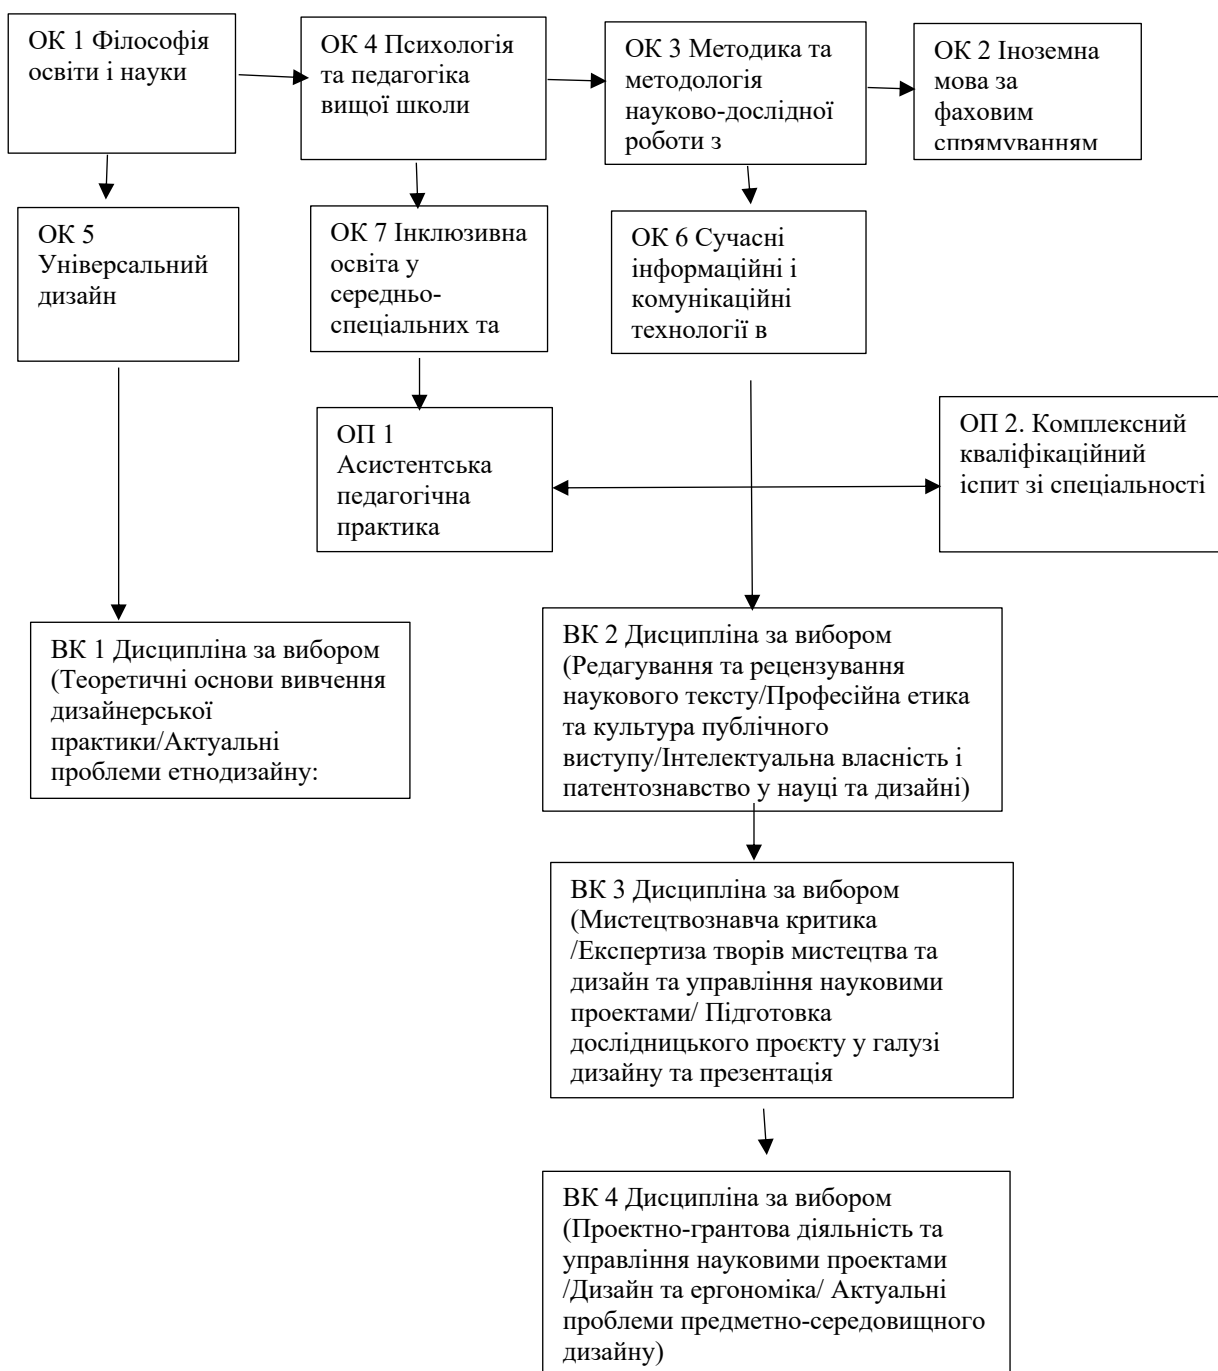 ОК 1 Філософія
освіти і науки
ОК 4 Психологія
та педагогіка
вищої школи
ОК 3 Методика та
методологія
науково-дослідної
роботи з
ОК 2 Іноземна
мова за
фаховим
спрямуванням
ОК 5
Універсальний
дизайн
ОК 7 Інклюзивна
освіта у
середньо-
спеціальних та
ОК 6 Сучасні
інформаційні і
комунікаційні
технології в
ОП 1
Асистентська
педагогічна
практика
ОП 2. Комплексний
кваліфікаційний
іспит зі спеціальності
ВК 1 Дисципліна за вибором
(Теоретичні основи вивчення
дизайнерської
практики/Актуальні
проблеми етнодизайну:
ВК 2 Дисципліна за вибором
(Редагування та рецензування
наукового тексту/Професійна етика
та культура публічного
виступу/Інтелектуальна власність і
патентознавство у науці та дизайні)
ВК 3 Дисципліна за вибором
(Мистецтвознавча критика
/Експертиза творів мистецтва та
дизайн та управління науковими
проектами/ Підготовка
дослідницького проєкту у галузі
дизайну та презентація
ВК 4 Дисципліна за вибором
(Проектно-грантова діяльність та
управління науковими проектами
/Дизайн та ергономіка/ Актуальні
проблеми предметно-середовищного
дизайну)